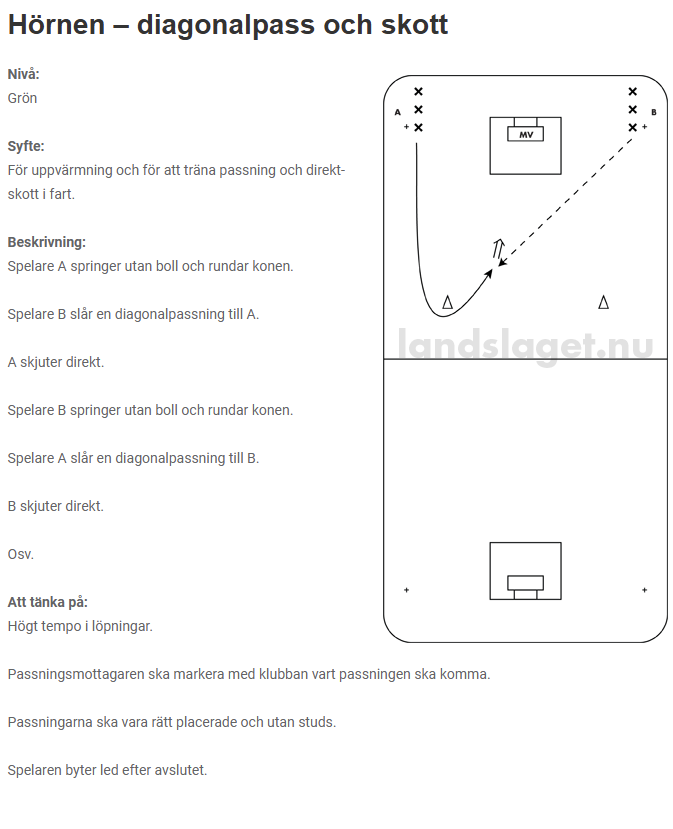 Hörnen – diagonalpass och skott
Nivå:
Grön
Syfte:
För uppvärmning och för att träna passning och direkt-
skott i fart.
Beskrivning:
Spelare A springer utan boll och rundar konen.
Spelare B slår en diagonalpassning till A.
A skjuter direkt.
Spelare B springer utan boll och rundar konen.
Spelare A slår en diagonalpassning till B.
B skjuter direkt.
Osv.
Att tänka på:
Högt tempo i löpningar.
Passningsmottagaren ska markera med klubban vart passningen ska komma.
Passningarna ska vara rätt placerade och utan studs.
Spelaren byter led efter avslutet.
A
B
MV
landslaget.nu